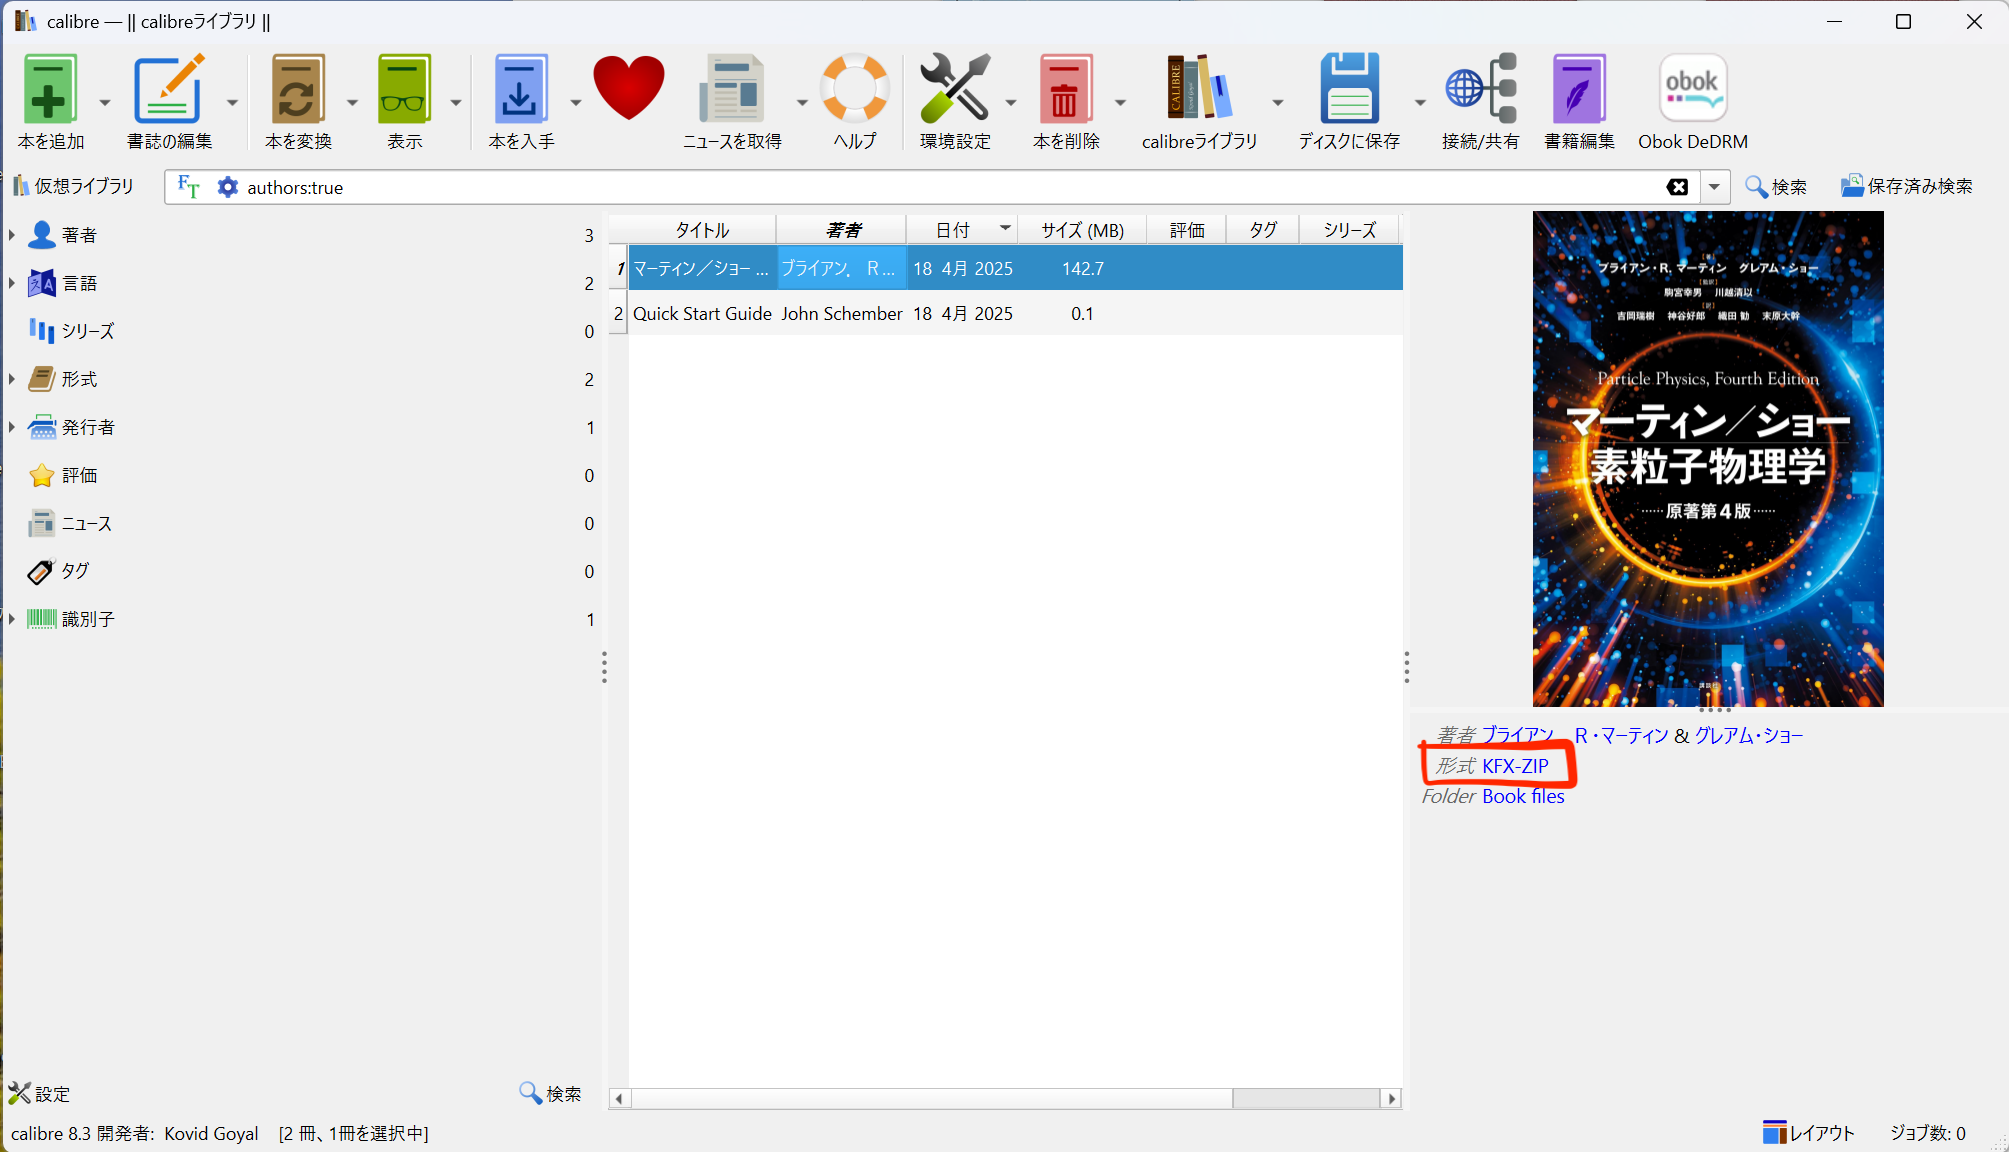 calibre — || calibreライブラリ ||
本を追加
書誌の編集
本を変換
表示
本を入手
ニュースを取得
ヘルプ
環境設定
本を削除
calibreライブラリ
ディスクに保存
接続/共有
書籍編集
obok
Obok DeDRM
仮想ライブラリ
authors:true
検索
保存済み検索
著者 3
言語 2
シリーズ 0
形式 2
発行者 1
評価 0
ニュース 0
タグ 0
識別子 1
タイトル 著者 日付 サイズ (MB) 評価 タグ シリーズ
1 マーティン／ショー ... ブライアン． R ... 18 4月 2025 142.7
2 Quick Start Guide John Schember 18 4月 2025 0.1
[著]
ブライアン・R. マーティン グレアム・ショー
[監訳]
駒宮幸男 川越清以
[訳]
吉岡瑞樹 神谷好郎 織田 勧 末原大幹
Particle Physics, Fourth Edition
マーティン／ショー
素粒子物理学
……原著第4版……
講談社
著者 ブライアン． R・マーティン & グレアム・ショー
形式 KFX-ZIP
Folder Book files
設定
検索
calibre 8.3 開発者: Kovid Goyal [2 冊、1冊を選択中]
レイアウト
ジョブ数: 0